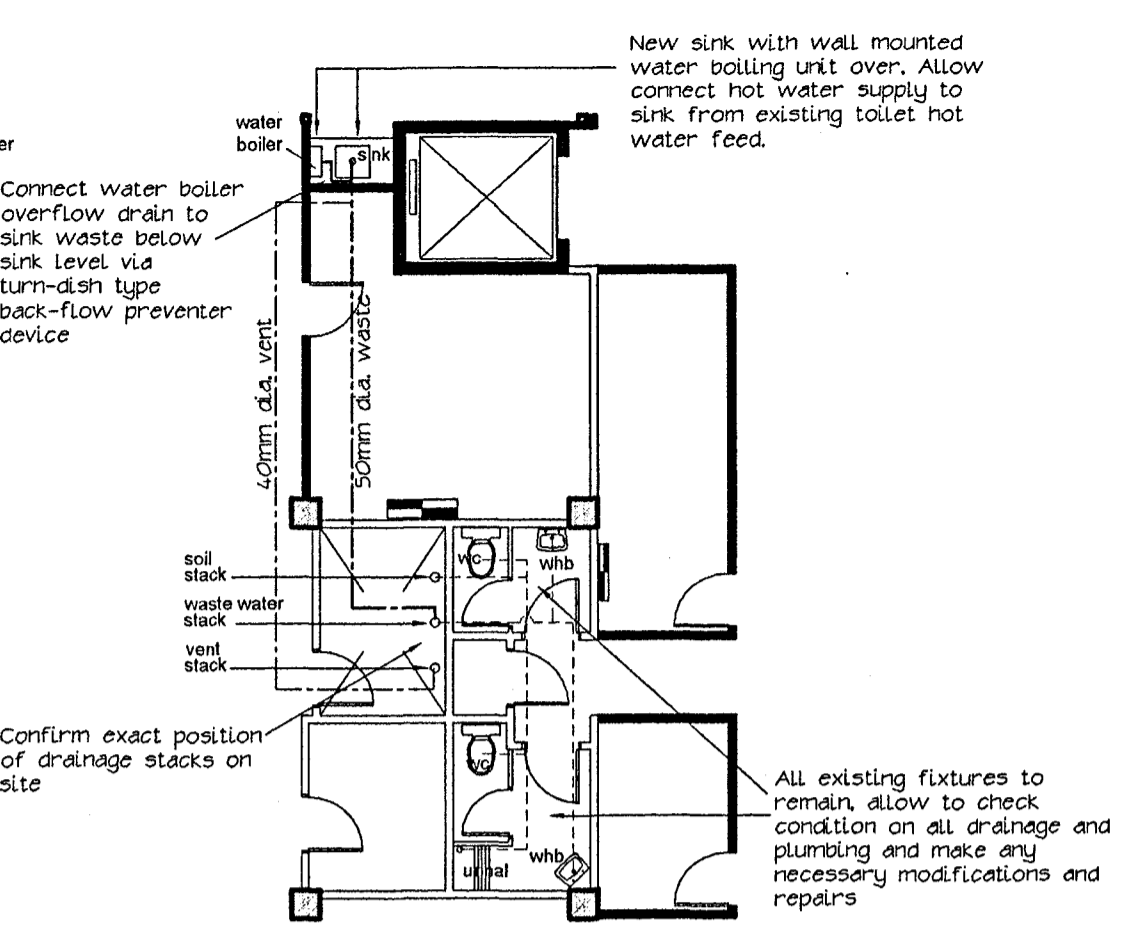 New sink with wall mounted
water boiling unit over. Allow
connect hot water supply to
sink from existing toilet hot
water feed.
water
boiler
sink
er
Connect water boiler
overflow drain to
sink waste below
sink level via
turn-dish type
back-flow preventer
device
40mm dia. vent
50mm dia. waste
soil
stack
waste water
stack
vent
stack
wc
whb
Confirm exact position
of drainage stacks on
site
wc
whb
urinal
All existing fixtures to
remain, allow to check
condition on all drainage and
plumbing and make any
necessary modifications and
repairs